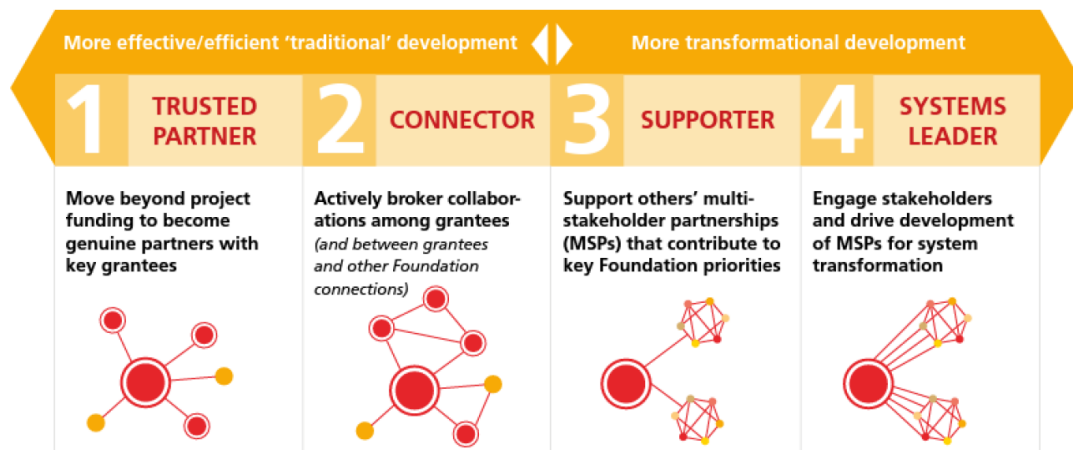 More effective/efficient ‘traditional’ development
More transformational development
1
TRUSTED
PARTNER
2
CONNECTOR
3
SUPPORTER
4
SYSTEMS
LEADER
Move beyond project
funding to become
genuine partners with
key grantees
Actively broker collabor-
ations among grantees
(and between grantees
and other Foundation
connections)
Support others’ multi-
stakeholder partnerships
(MSPs) that contribute to
key Foundation priorities
Engage stakeholders
and drive development
of MSPs for system
transformation